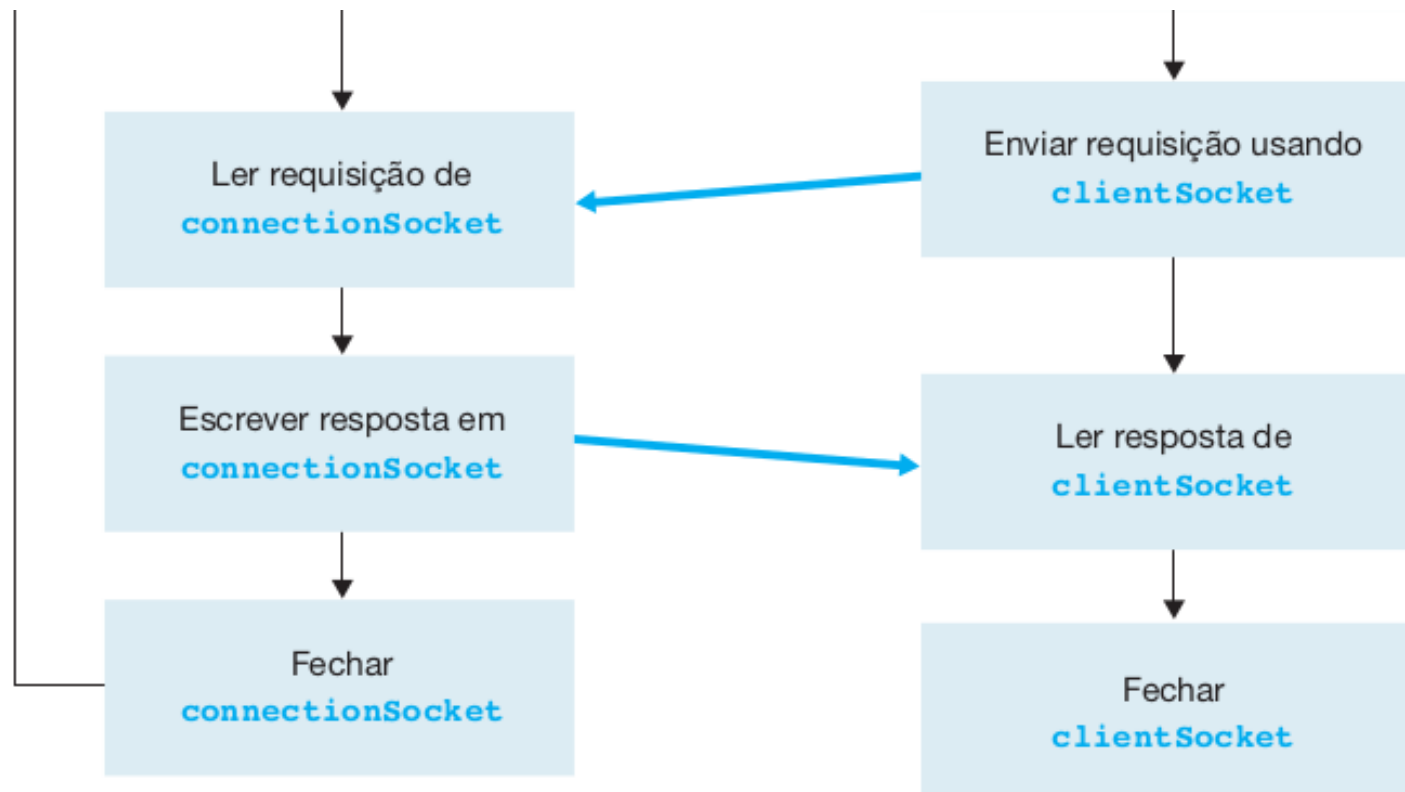 Ler requisição de
connectionSocket
Escrever resposta em
connectionSocket
Fechar
connectionSocket
Enviar requisição usando
clientSocket
Ler resposta de
clientSocket
Fechar
clientSocket